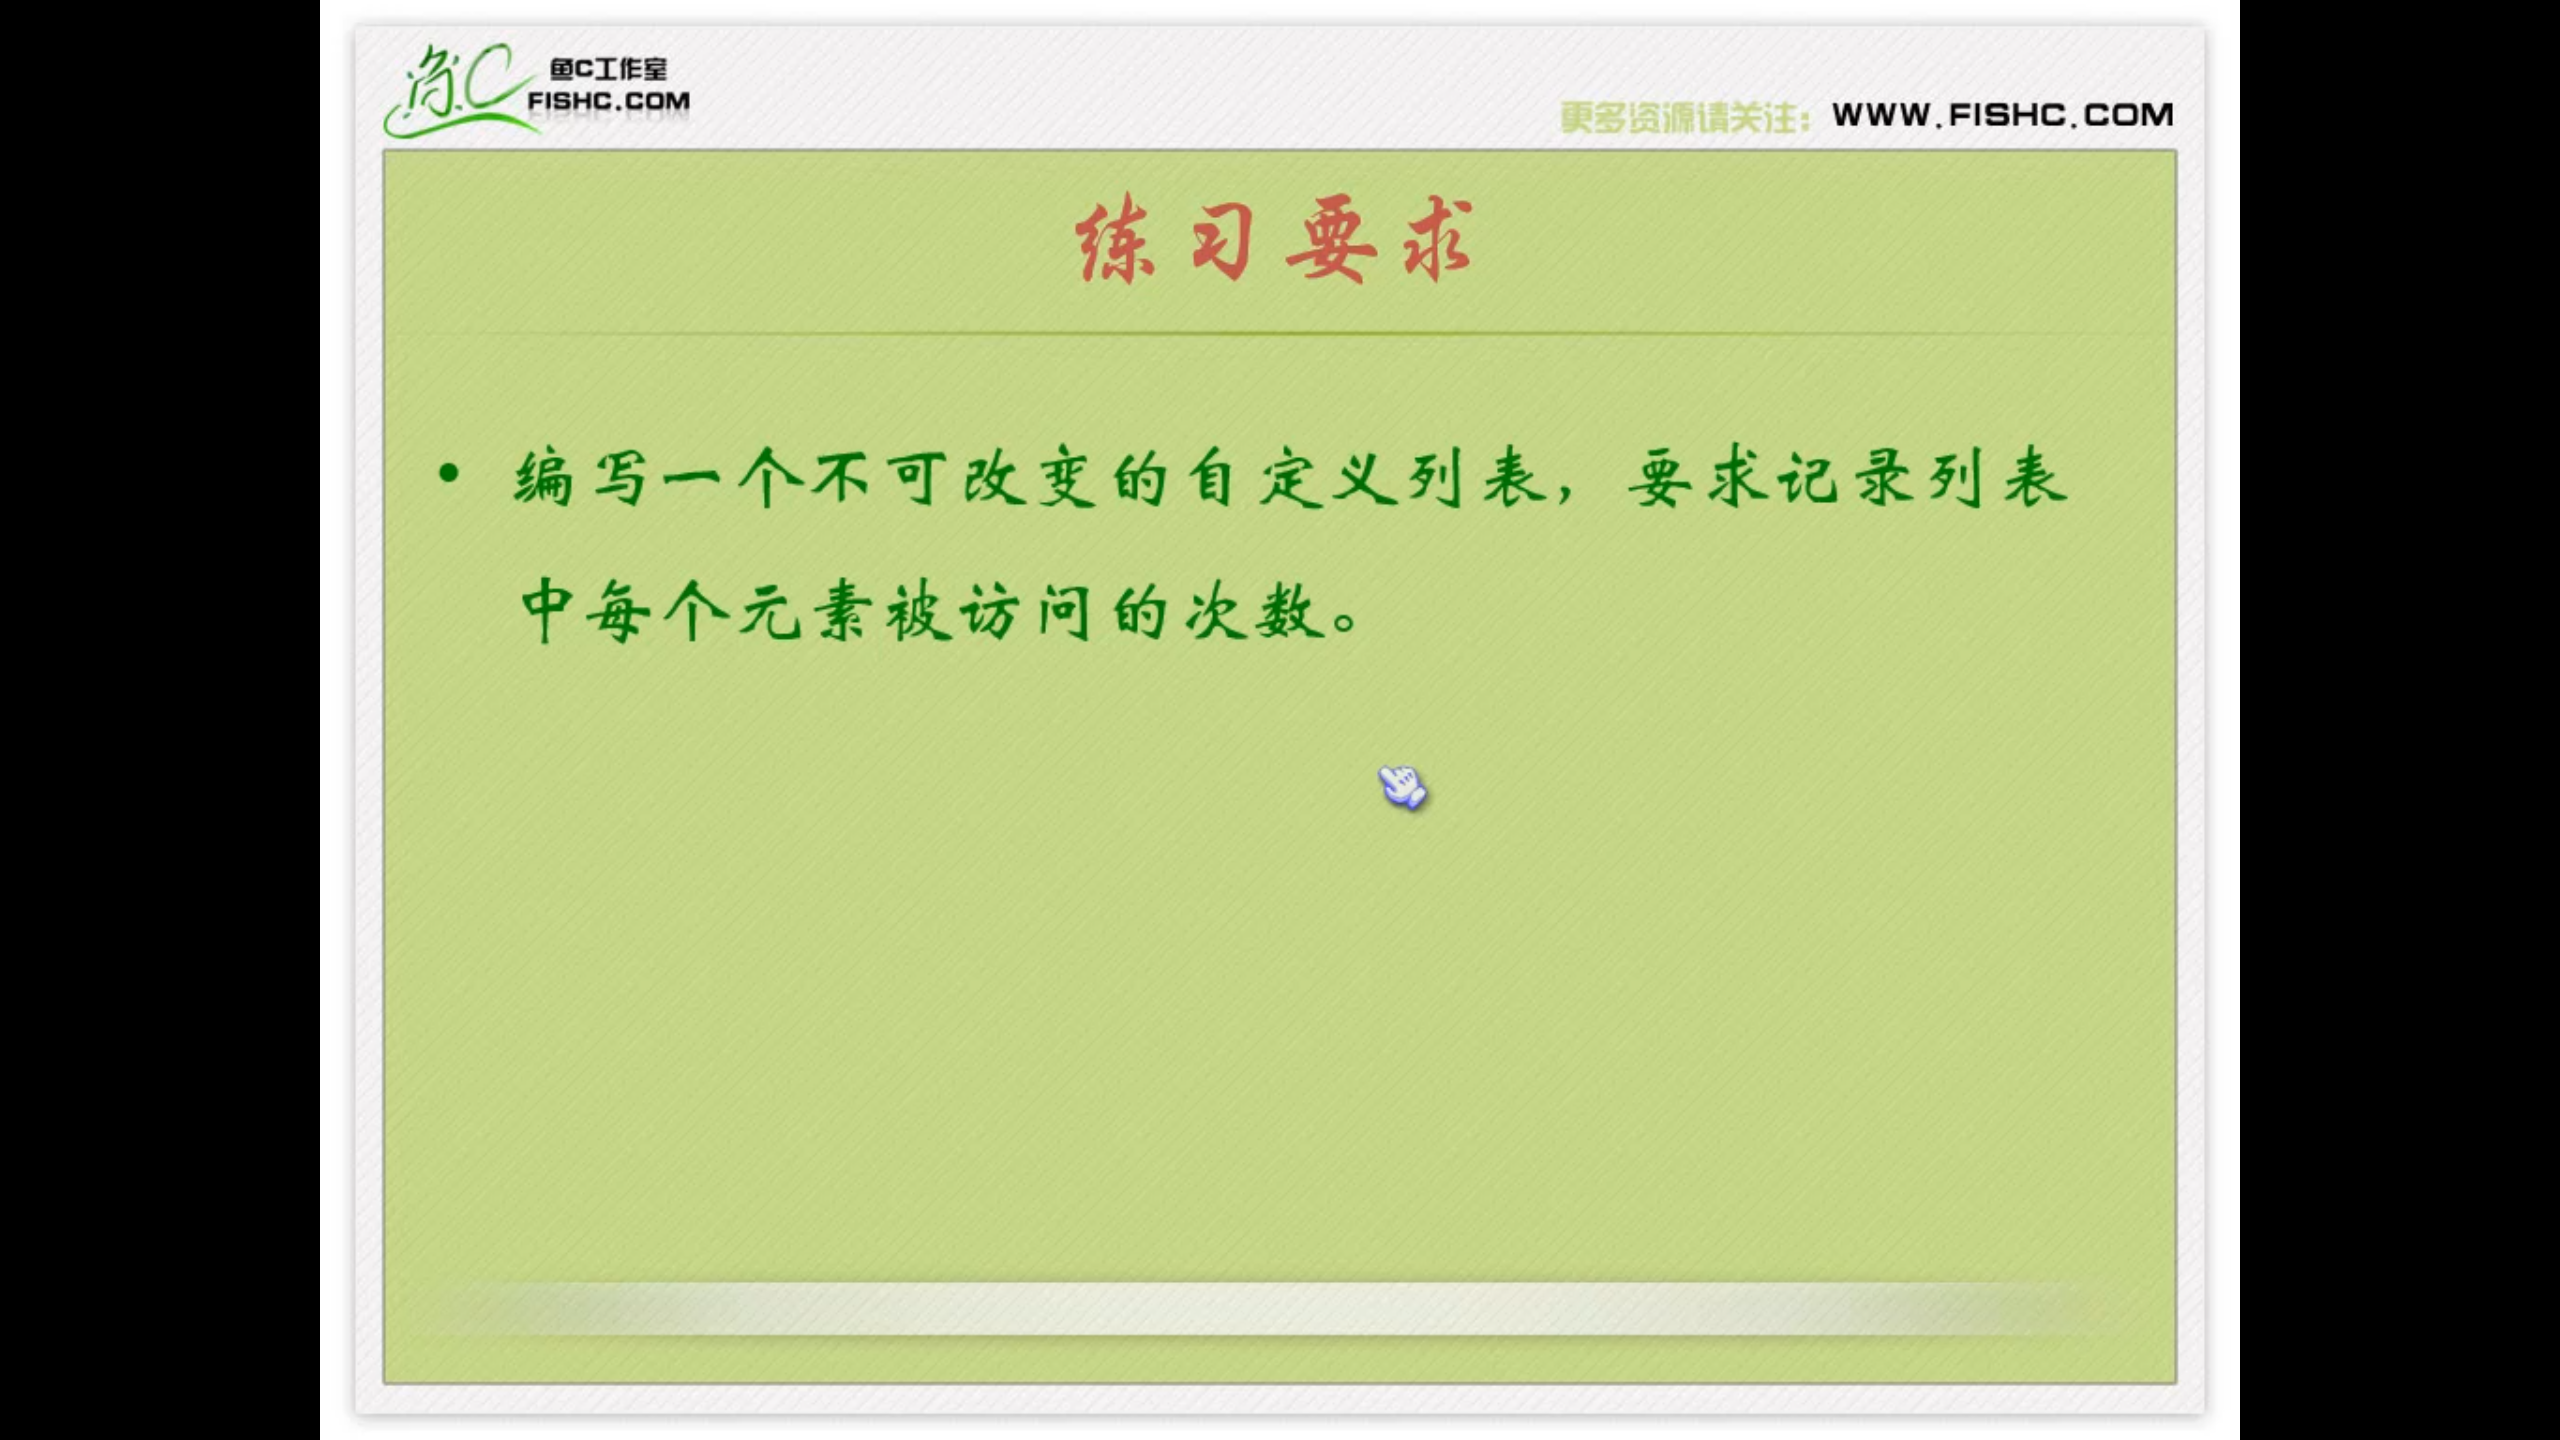 鱼C工作室
FISHC.COM
更多资源请关注：WWW.FISHC.COM
练习要求
• 编写一个不可改变的自定义列表，要求记录列表
中每个元素被访问的次数。